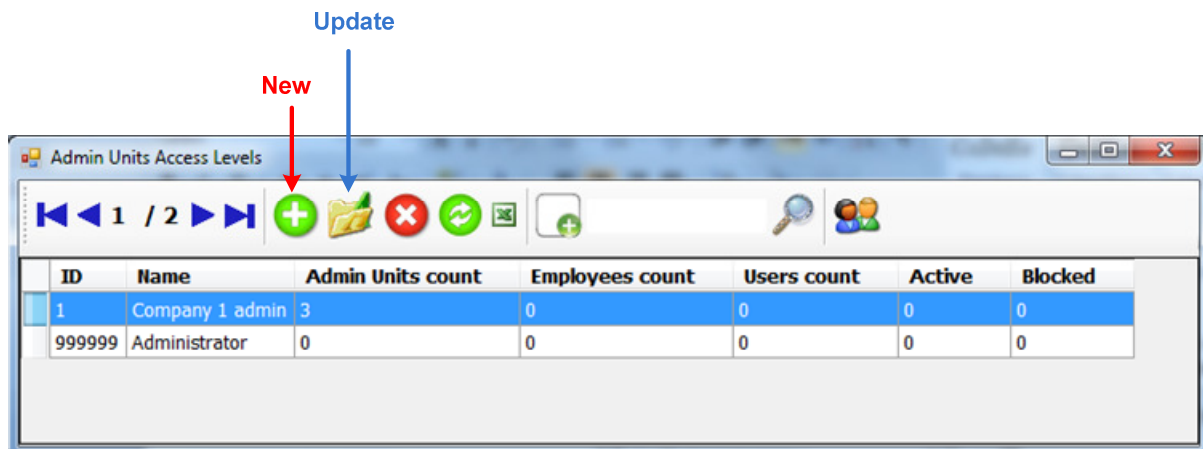 Update
New
Admin Units Access Levels
1 / 2
ID Name Admin Units count Employees count Users count Active Blocked
1 Company 1 admin 3 0 0 0 0
999999 Administrator 0 0 0 0 0